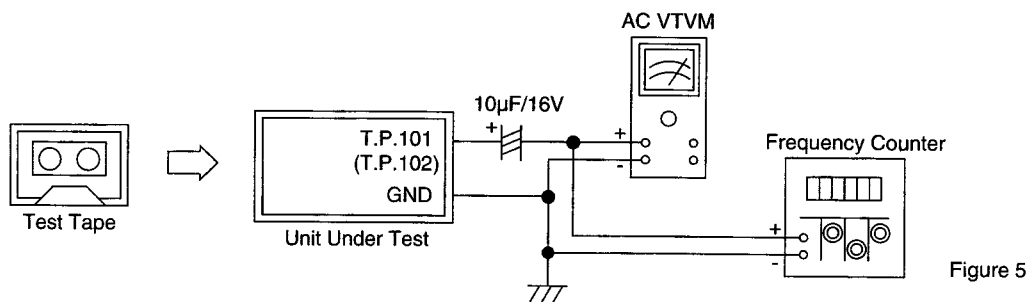 AC VTVM
10µF/16V
+
T.P.101
(T.P.102)
GND
+
-
Frequency Counter
+
-
Test Tape
Unit Under Test
Figure 5